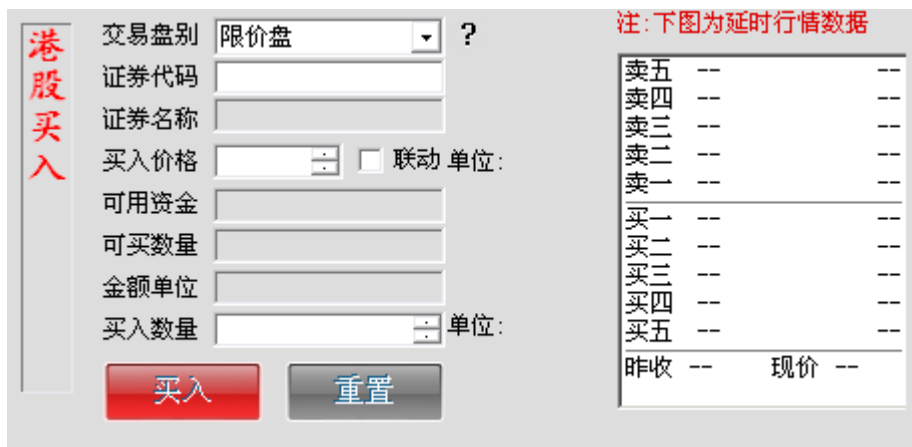 港股买入
交易盘别 限价盘 ?
证券代码
证券名称
买入价格 联动 单位:
可用资金
可买数量
金额单位
买入数量 单位:
买入 重置
注:下图为延时行情数据
卖五 -- --
卖四 -- --
卖三 -- --
卖二 -- --
卖一 -- --
买一 -- --
买二 -- --
买三 -- --
买四 -- --
买五 -- --
昨收 -- 现价 --